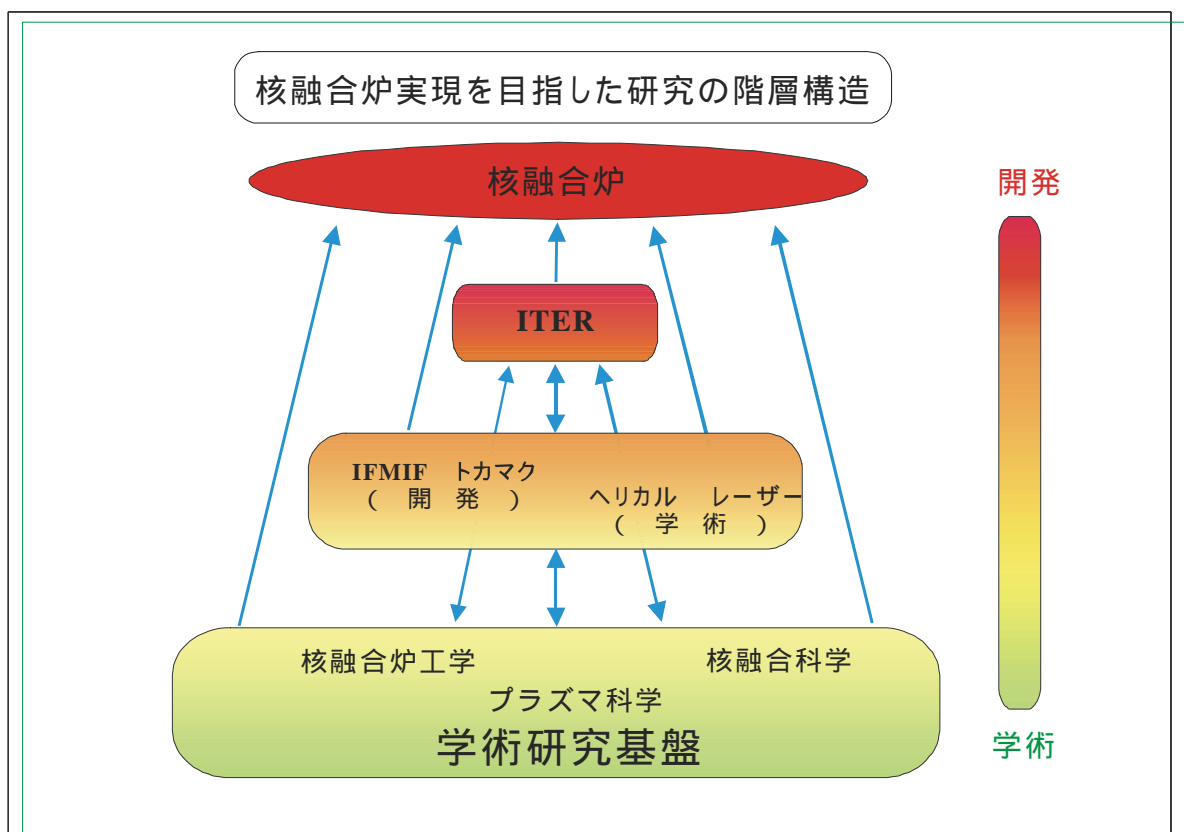 核融合炉実現を目指した研究の階層構造
核融合炉
開発
ITER
IFMIF トカマク
（ 開 発 ）
ヘリカル レーザー
（ 学 術 ）
核融合炉工学
核融合科学
プラズマ科学
学術研究基盤
学術